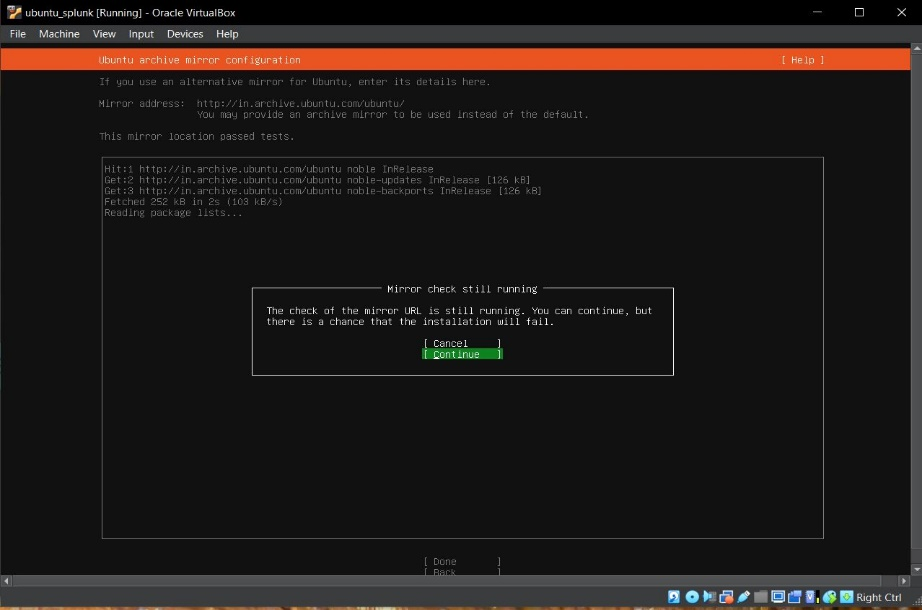 ubuntu_splunk [Running] - Oracle VirtualBox
File Machine View Input Devices Help
Ubuntu archive mirror configuration [ Help ]
If you use an alternative mirror for Ubuntu, enter its details here.
Mirror address: http://in.archive.ubuntu.com/ubuntu/
You may provide an archive mirror to be used instead of the default.
This mirror location passed tests.
Hit:1 http://in.archive.ubuntu.com/ubuntu noble InRelease
Get:2 http://in.archive.ubuntu.com/ubuntu noble-updates InRelease [126 kB]
Get:3 http://in.archive.ubuntu.com/ubuntu noble-backports InRelease [126 kB]
Fetched 252 kB in 2s (103 kB/s)
Reading package lists...
Mirror check still running
The check of the mirror URL is still running. You can continue, but
there is a chance that the installation will fail.
[ Cancel ]
[ Continue ]
[ Done ]
[ Back ]
Right Ctrl